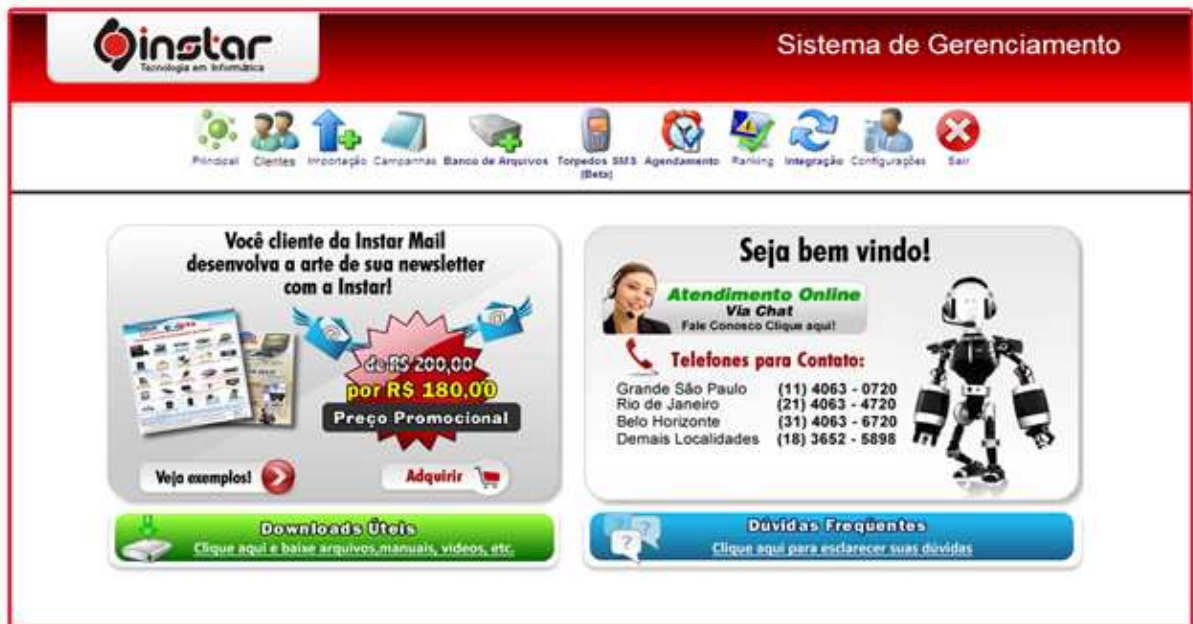 instar
Tecnologia em Informática
Sistema de Gerenciamento
Principal
Clientes
Importação
Campanhas
Banco de Arquivos
Torpedos SMS
(Beta)
Agendamento
Ranking
Integração
Configurações
Sair
Você cliente da Instar Mail
desenvolva a arte de sua newsletter
com a Instar!
de R$ 200,00
por R$ 180,00
Preço Promocional
Veja exemplos!
Adquirir
Seja bem vindo!
Atendimento Online
Via Chat
Fale Conosco Clique aqui!
Telefones para Contato:
Grande São Paulo (11) 4063 - 0720
Rio de Janeiro (21) 4063 - 4720
Belo Horizonte (31) 4063 - 6720
Demais Localidades (18) 3652 - 5898
Downloads Úteis
Clique aqui e baixe arquivos,manuais, videos, etc.
Dúvidas Freqüentes
Clique aqui para esclarecer suas dúvidas